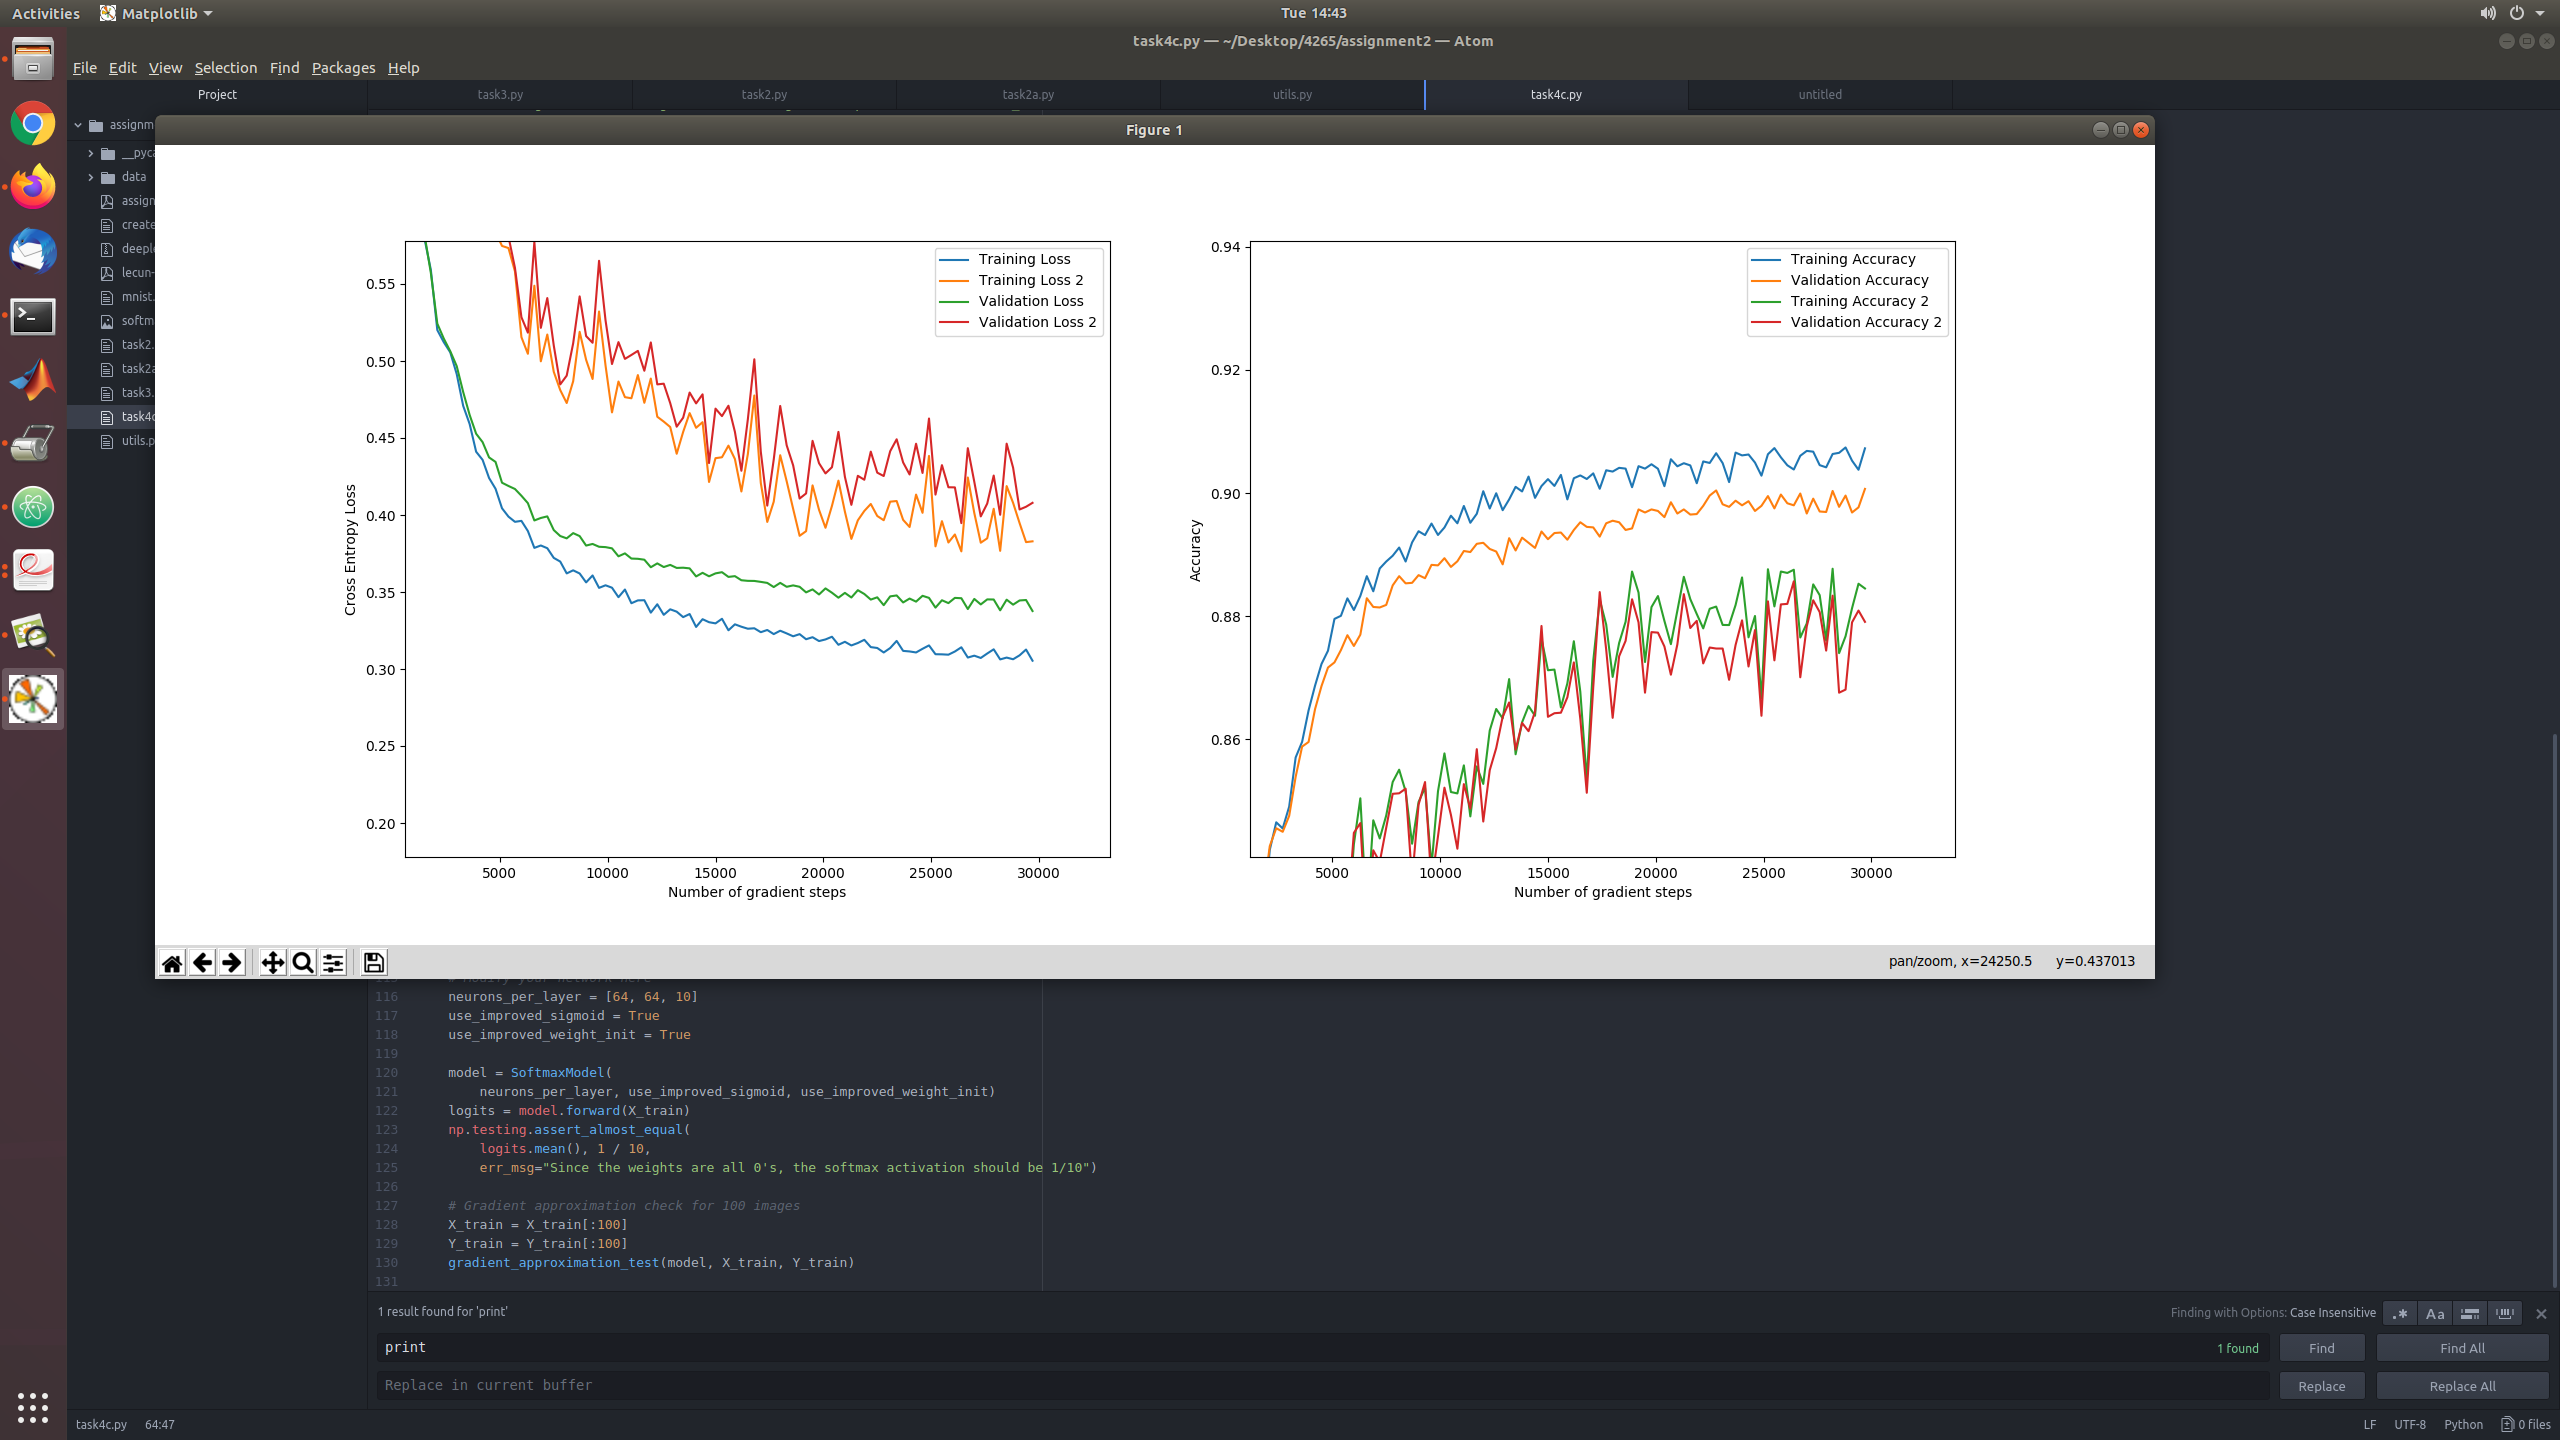 Activities Matplotlib Tue 14:43
task4c.py — ~/Desktop/4265/assignment2 — Atom
File Edit View Selection Find Packages Help
Project task3.py task2.py task2a.py utils.py task4c.py untitled
assignm
__pyca
data
assign
create
deeple
lecun-
mnist.
softm
task2.
task2a
task3.
task4c
utils.p
Figure 1
Training Loss
Training Loss 2
Validation Loss
Validation Loss 2
0.55
0.50
0.45
0.40
0.35
0.30
0.25
0.20
Cross Entropy Loss
5000 10000 15000 20000 25000 30000
Number of gradient steps
Training Accuracy
Validation Accuracy
Training Accuracy 2
Validation Accuracy 2
0.94
0.92
0.90
0.88
0.86
Accuracy
5000 10000 15000 20000 25000 30000
Number of gradient steps
pan/zoom, x=24250.5 y=0.437013
116 neurons_per_layer = [64, 64, 10]
117 use_improved_sigmoid = True
118 use_improved_weight_init = True
119
120 model = SoftmaxModel(
121 neurons_per_layer, use_improved_sigmoid, use_improved_weight_init)
122 logits = model.forward(X_train)
123 np.testing.assert_almost_equal(
124 logits.mean(), 1 / 10,
125 err_msg="Since the weights are all 0's, the softmax activation should be 1/10")
126
127 # Gradient approximation check for 100 images
128 X_train = X_train[:100]
129 Y_train = Y_train[:100]
130 gradient_approximation_test(model, X_train, Y_train)
131
1 result found for 'print' Finding with Options: Case Insensitive .* Aa
print 1 found Find Find All
Replace in current buffer Replace Replace All
task4c.py 64:47 LF UTF-8 Python 0 files